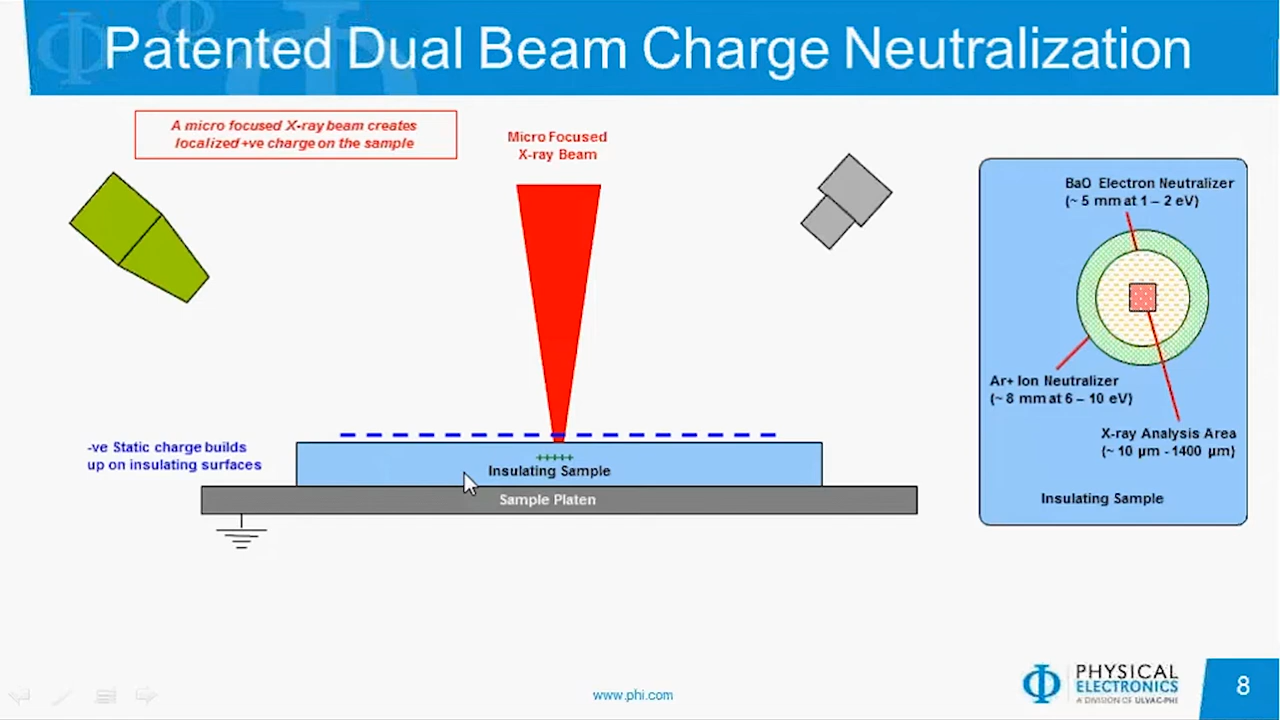 Patented Dual Beam Charge Neutralization
A micro focused X-ray beam creates
localized +ve charge on the sample
Micro Focused
X-ray Beam
BaO Electron Neutralizer
(~ 5 mm at 1 – 2 eV)
Ar+ Ion Neutralizer
(~ 8 mm at 6 – 10 eV)
X-ray Analysis Area
(~ 10 µm - 1400 µm)
Insulating Sample
-ve Static charge builds
up on insulating surfaces
+++++
Insulating Sample
Sample Platen
www.phi.com
PHYSICAL
ELECTRONICS
A DIVISION OF ULVAC-PHI
8